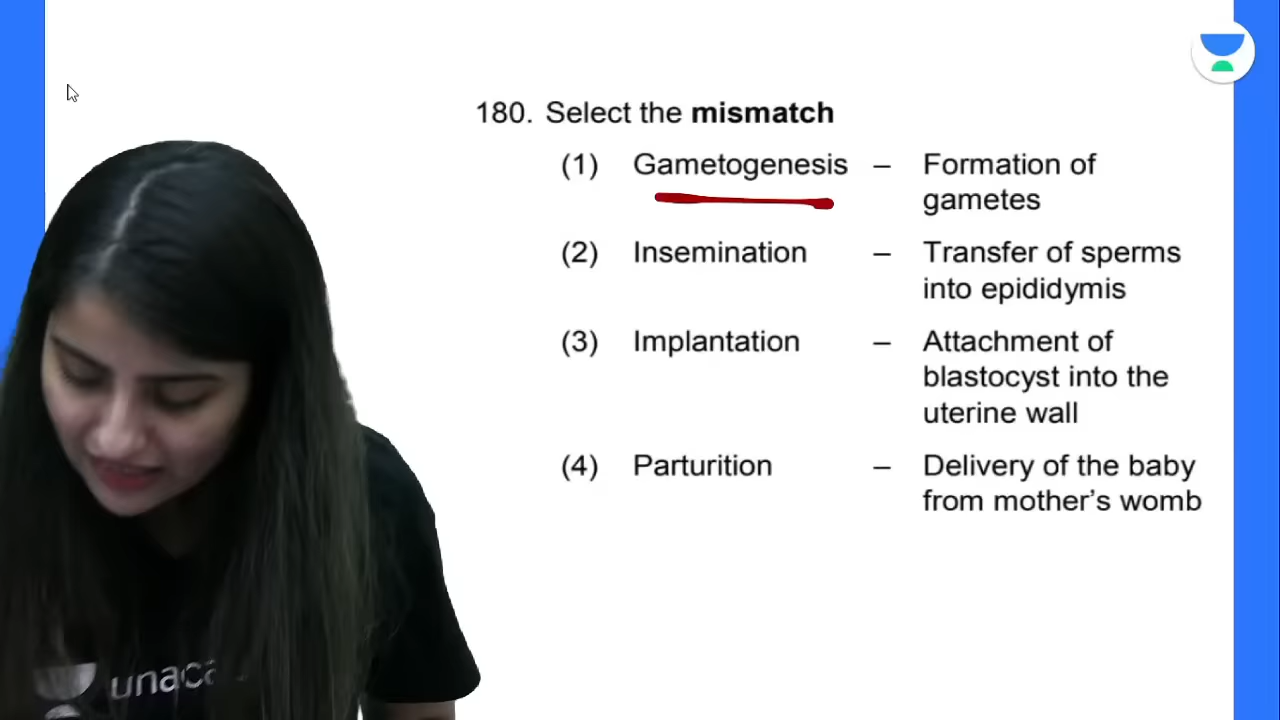 180. Select the mismatch
(1) Gametogenesis – Formation of
gametes
(2) Insemination – Transfer of sperms
into epididymis
(3) Implantation – Attachment of
blastocyst into the
uterine wall
(4) Parturition – Delivery of the baby
from mother's womb